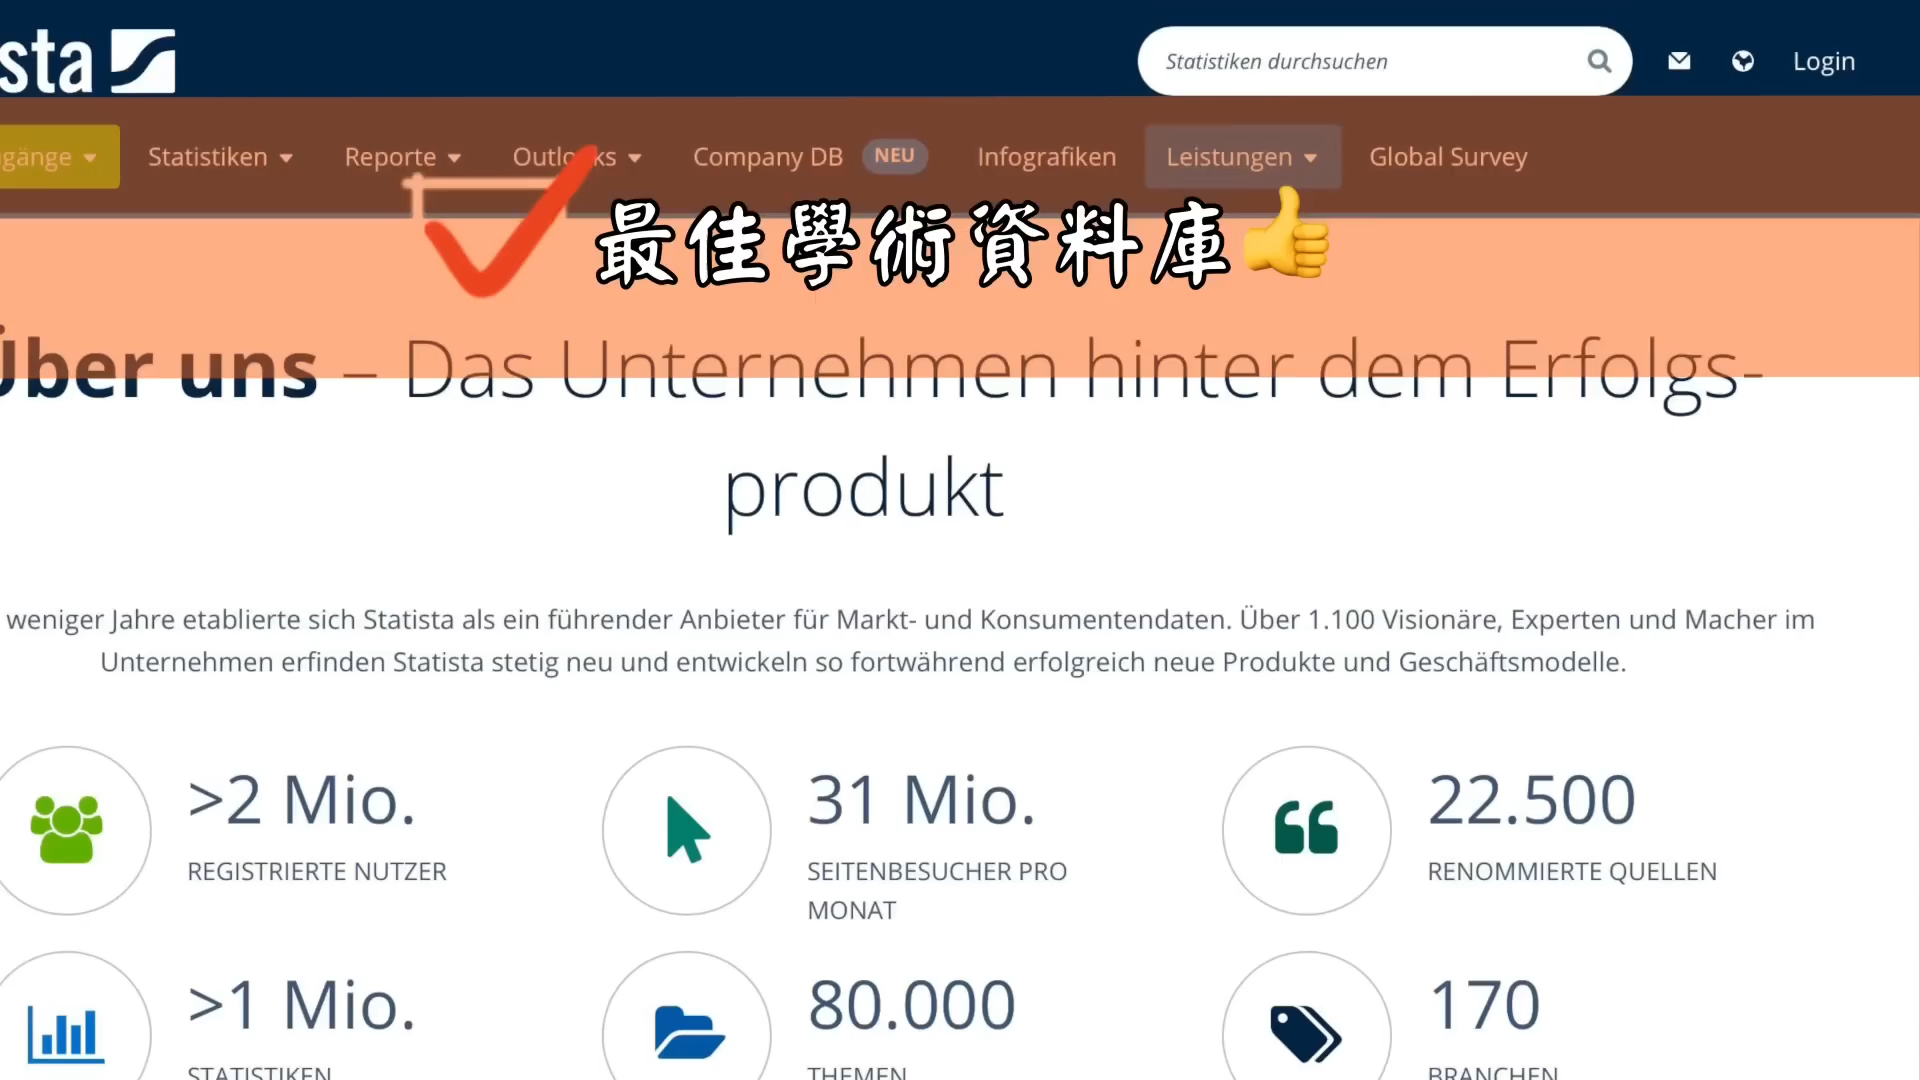 sta
Statistiken durchsuchen
Login
gänge
Statistiken
Reporte
Outlooks
Company DB NEU
Infografiken
Leistungen
Global Survey
最佳學術資料庫👍
Über uns – Das Unternehmen hinter dem Erfolgs-
produkt
weniger Jahre etablierte sich Statista als ein führender Anbieter für Markt- und Konsumentendaten. Über 1.100 Visionäre, Experten und Macher im
Unternehmen erfinden Statista stetig neu und entwickeln so fortwährend erfolgreich neue Produkte und Geschäftsmodelle.
>2 Mio.
REGISTRIERTE NUTZER
31 Mio.
SEITENBESUCHER PRO
MONAT
22.500
RENOMMIERTE QUELLEN
>1 Mio.
STATISTIKEN
80.000
THEMEN
170
BRANCHEN